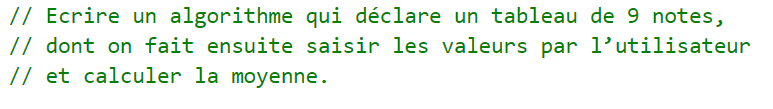 // Ecrire un algorithme qui déclare un tableau de 9 notes,
// dont on fait ensuite saisir les valeurs par l’utilisateur
// et calculer la moyenne.